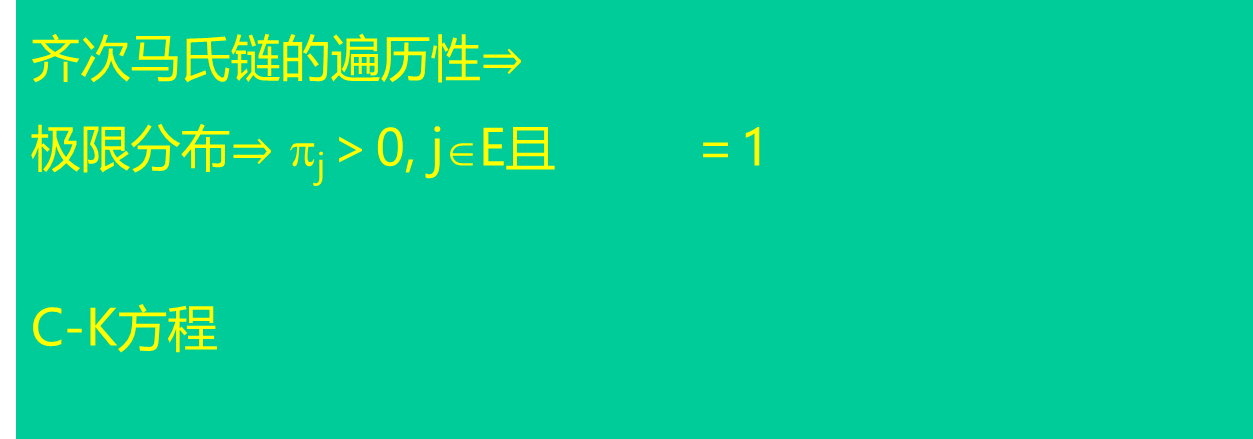 齐次马氏链的遍历性⇒
极限分布⇒ πj > 0, j∈E且 = 1
C-K方程